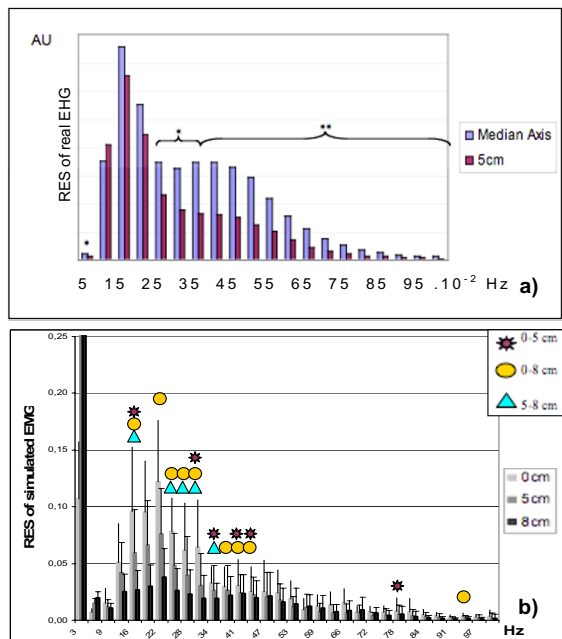 AU
RES of real EHG
*
*
**
Median Axis
5cm
5 15 25 35 45 55 65 75 85 95 .10-2 Hz
a)
0,25
0,20
0,15
0,10
0,05
0,00
RES of simulated EMG
0-5 cm
0-8 cm
5-8 cm
0 cm
5 cm
8 cm
b)
3 9 16 22 28 34 41 47 53 59 66 72 78 84 91 97
Hz